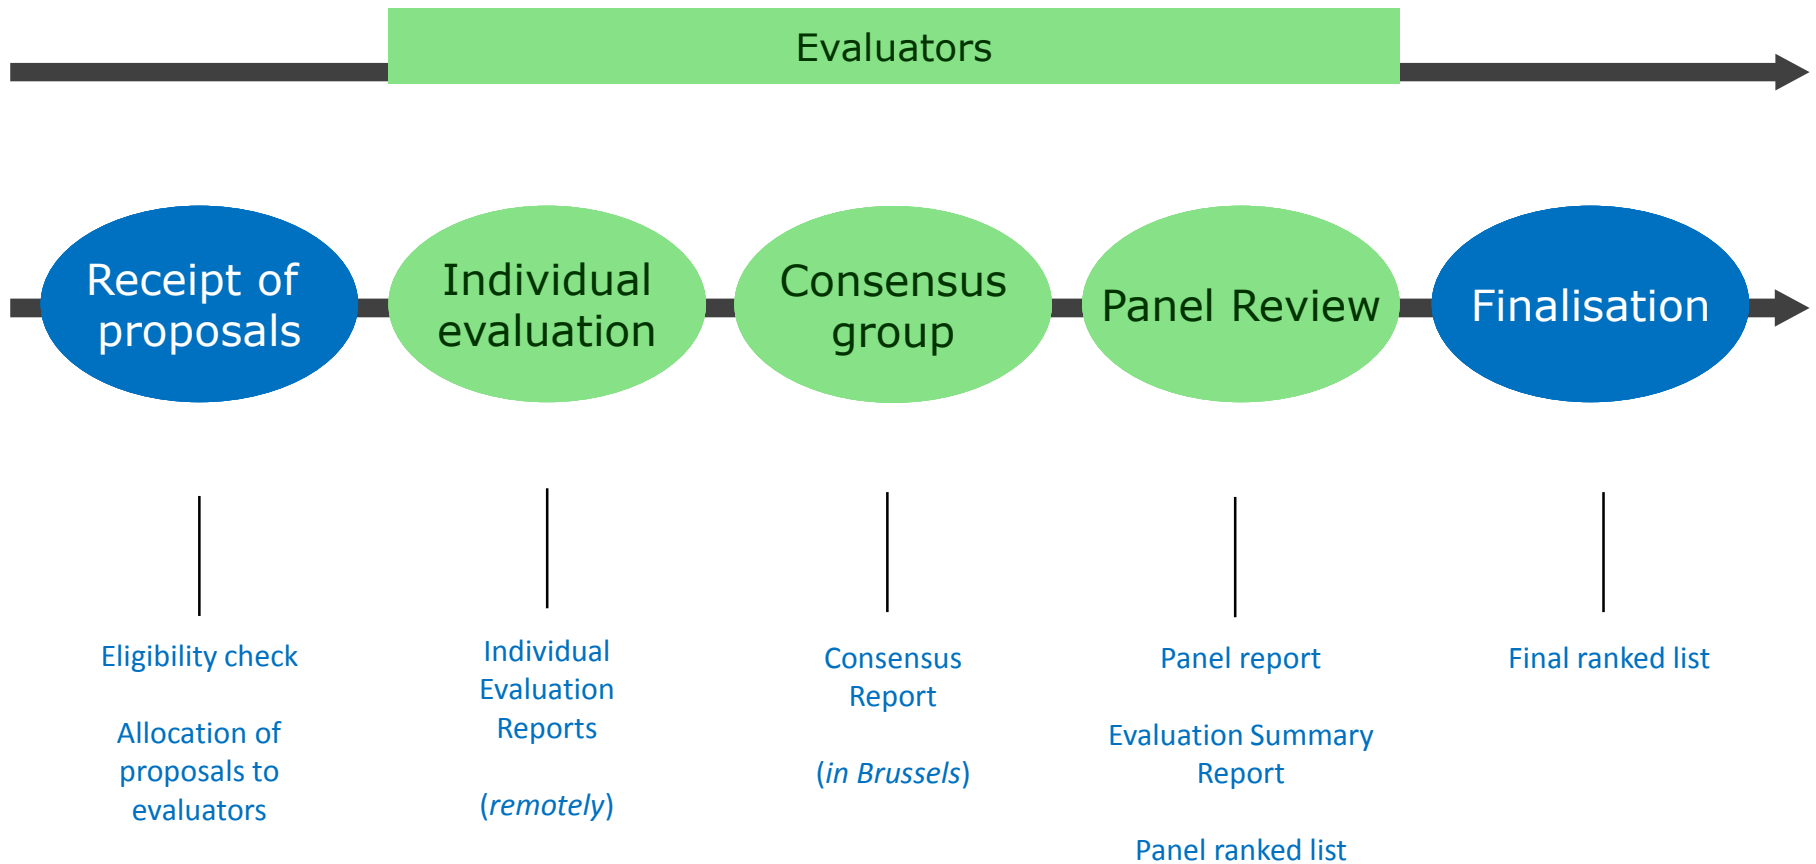 Evaluators
Receipt of
proposals
Individual
evaluation
Consensus
group
Panel Review
Finalisation
Eligibility check
Allocation of
proposals to
evaluators
Individual
Evaluation
Reports
(remotely)
Consensus
Report
(in Brussels)
Panel report
Evaluation Summary
Report
Panel ranked list
Final ranked list